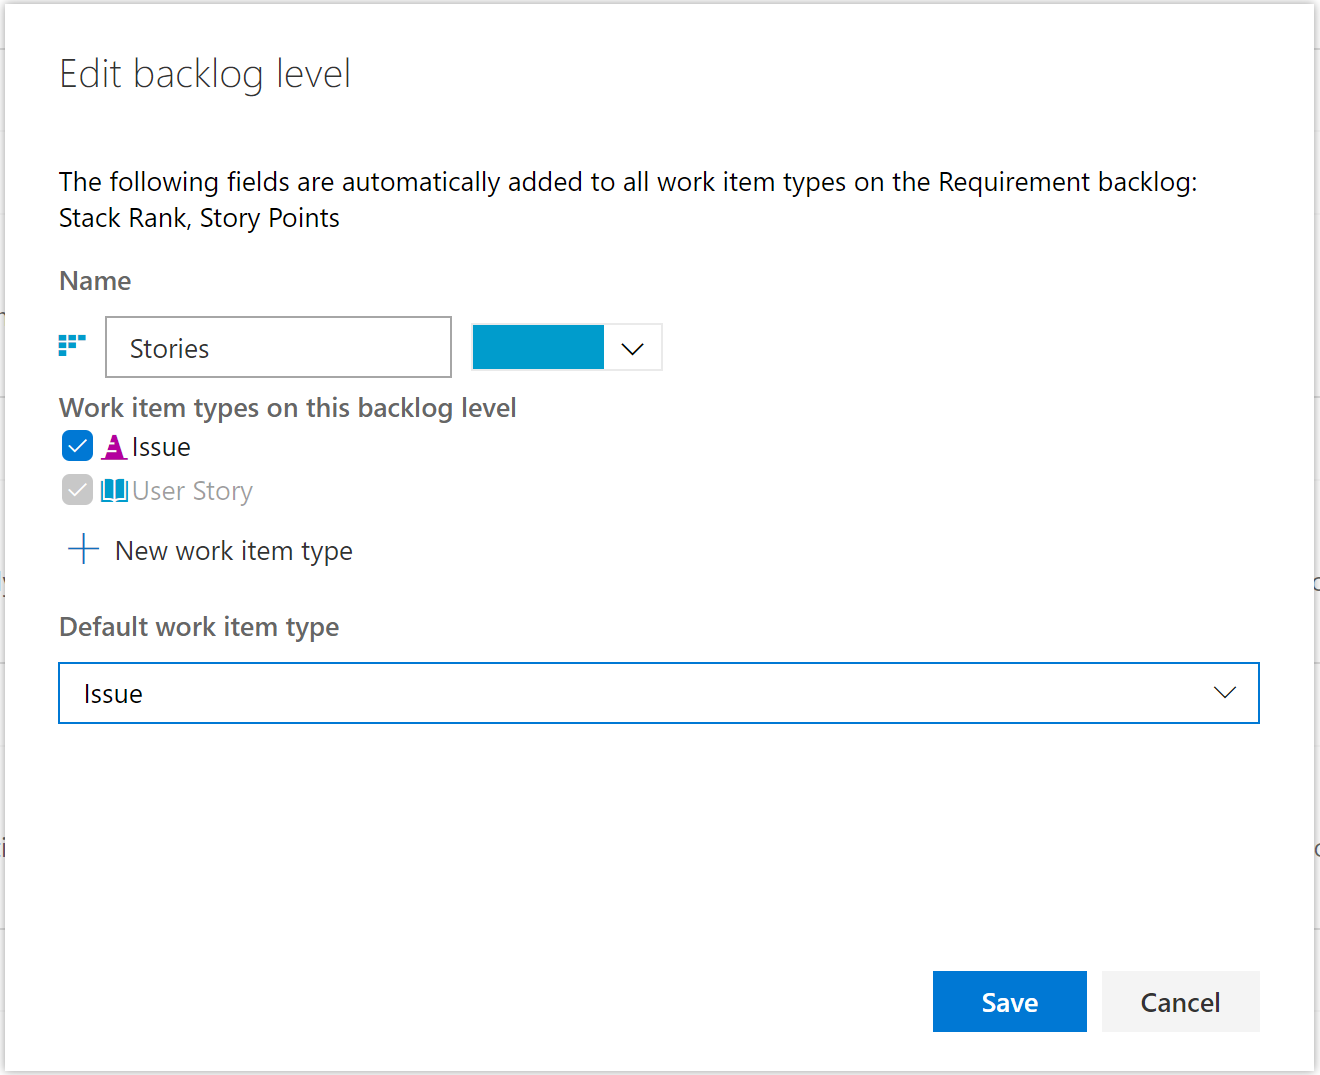 Edit backlog level
The following fields are automatically added to all work item types on the Requirement backlog:
Stack Rank, Story Points
Name
Stories
Work item types on this backlog level
Issue
User Story
New work item type
Default work item type
Issue
Save
Cancel